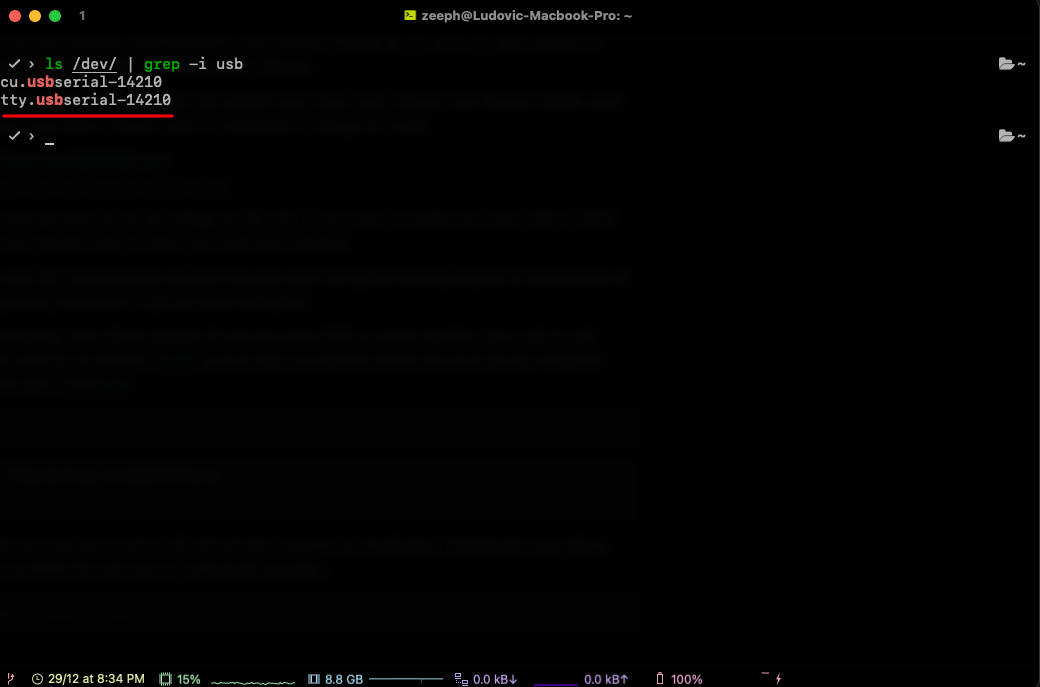 1
zeeph@Ludovic-Macbook-Pro: ~
✓ › ls /dev/ | grep -i usb ~
cu.usbserial-14210
tty.usbserial-14210
✓ › _ ~
29/12 at 8:34 PM 15% 8.8 GB 0.0 kB↓ 0.0 kB↑ 100%